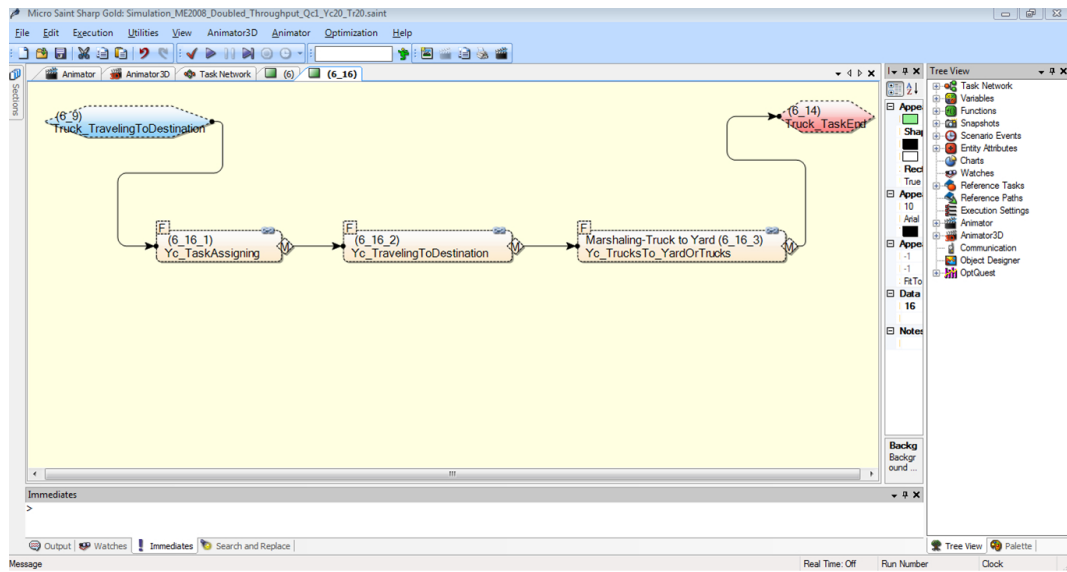 Micro Saint Sharp Gold: Simulation_ME2008_Doubled_Throughput_Qc1_Yc20_Tr20.saint
File Edit Execution Utilities View Animator3D Animator Optimization Help
Animator Animator3D Task Network (6) (6_16)
Sections
(6_9)
Truck_TravelingToDestination
(6_14)
Truck_TaskEnd
F
(6_16_1)
Yc_TaskAssigning
M
F
(6_16_2)
Yc_TravelingToDestination
M
F
Marshaling-Truck to Yard (6_16_3)
Yc_TrucksTo_YardOrTrucks
M
Appe
Sha
Rect
True
Appe
10
Arial
Appe
-1
-1
FitTo
Data
16
Notes
Backg
Backgr
ound ...
Tree View
Task Network
Variables
Functions
Snapshots
Scenario Events
Entity Attributes
Charts
Watches
Reference Tasks
Reference Paths
Execution Settings
Animator
Animator3D
Communication
Object Designer
OptQuest
Immediates
>
Output Watches Immediates Search and Replace
Tree View Palette
Message Real Time: Off Run Number Clock